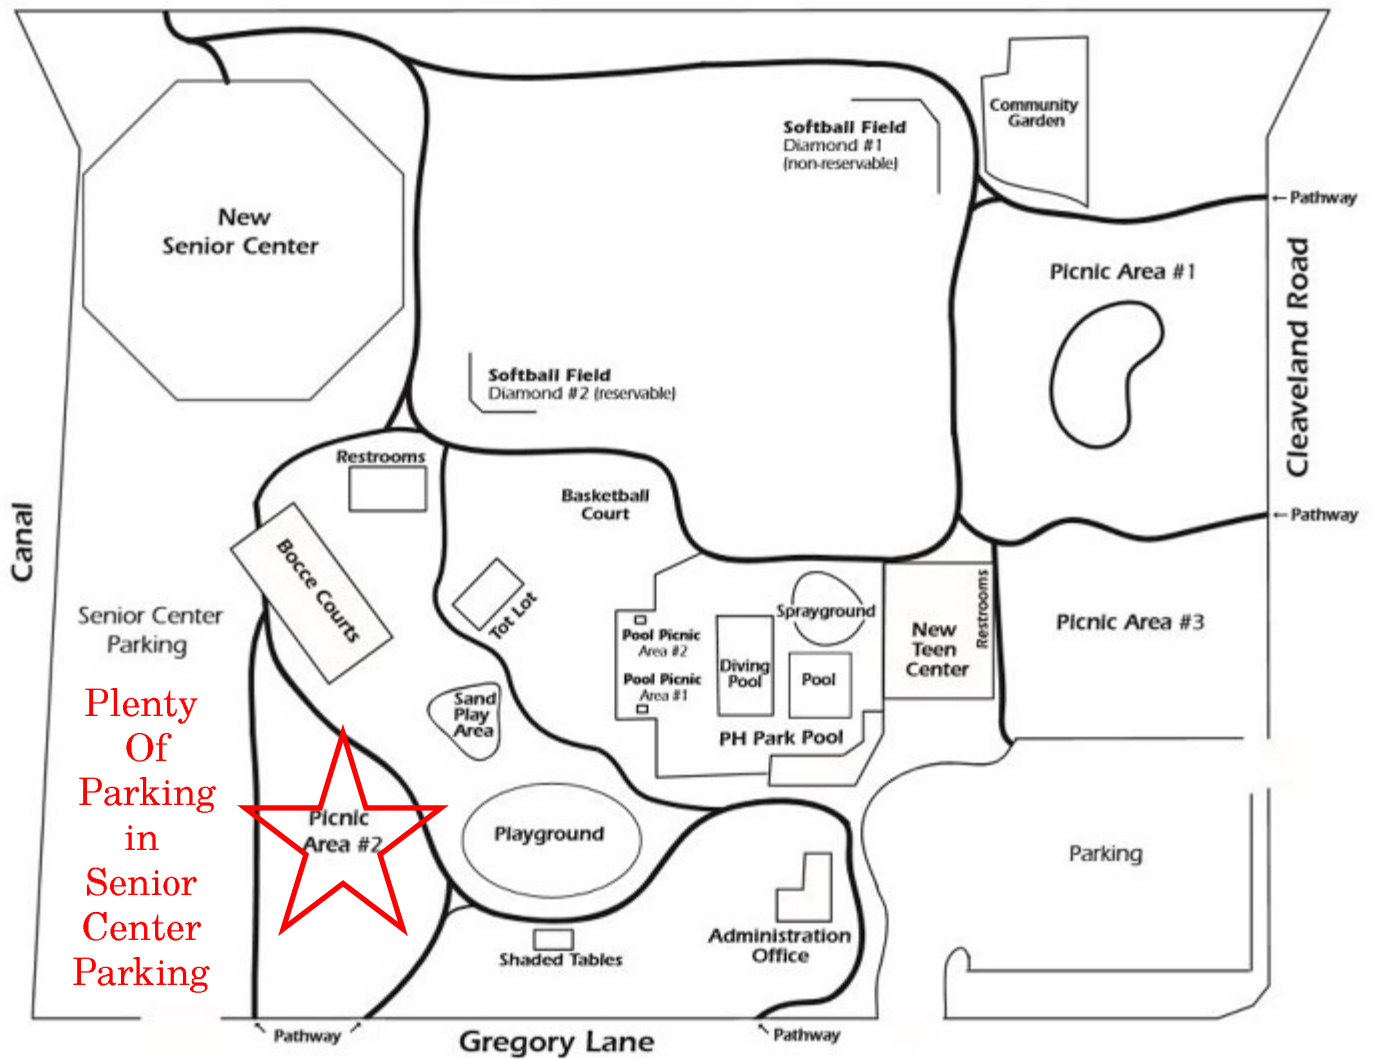 Community
Garden
Softball Field
Diamond #1
(non-reservable)
← Pathway
New
Senior Center
Picnic Area #1
Cleaveland Road
Softball Field
Diamond #2 (reservable)
Restrooms
Basketball
Court
← Pathway
Canal
Bocce Courts
Tot Lot
Senior Center
Parking
Sprayground
Restrooms
Pool Picnic
Area #2
Pool Picnic
Area #1
Diving
Pool
Pool
New
Teen
Center
Picnic Area #3
PH Park Pool
Sand
Play
Area
Plenty
Of
Parking
in
Senior
Center
Parking
Picnic
Area #2
Playground
Parking
Administration
Office
Shaded Tables
Pathway
Gregory Lane
Pathway